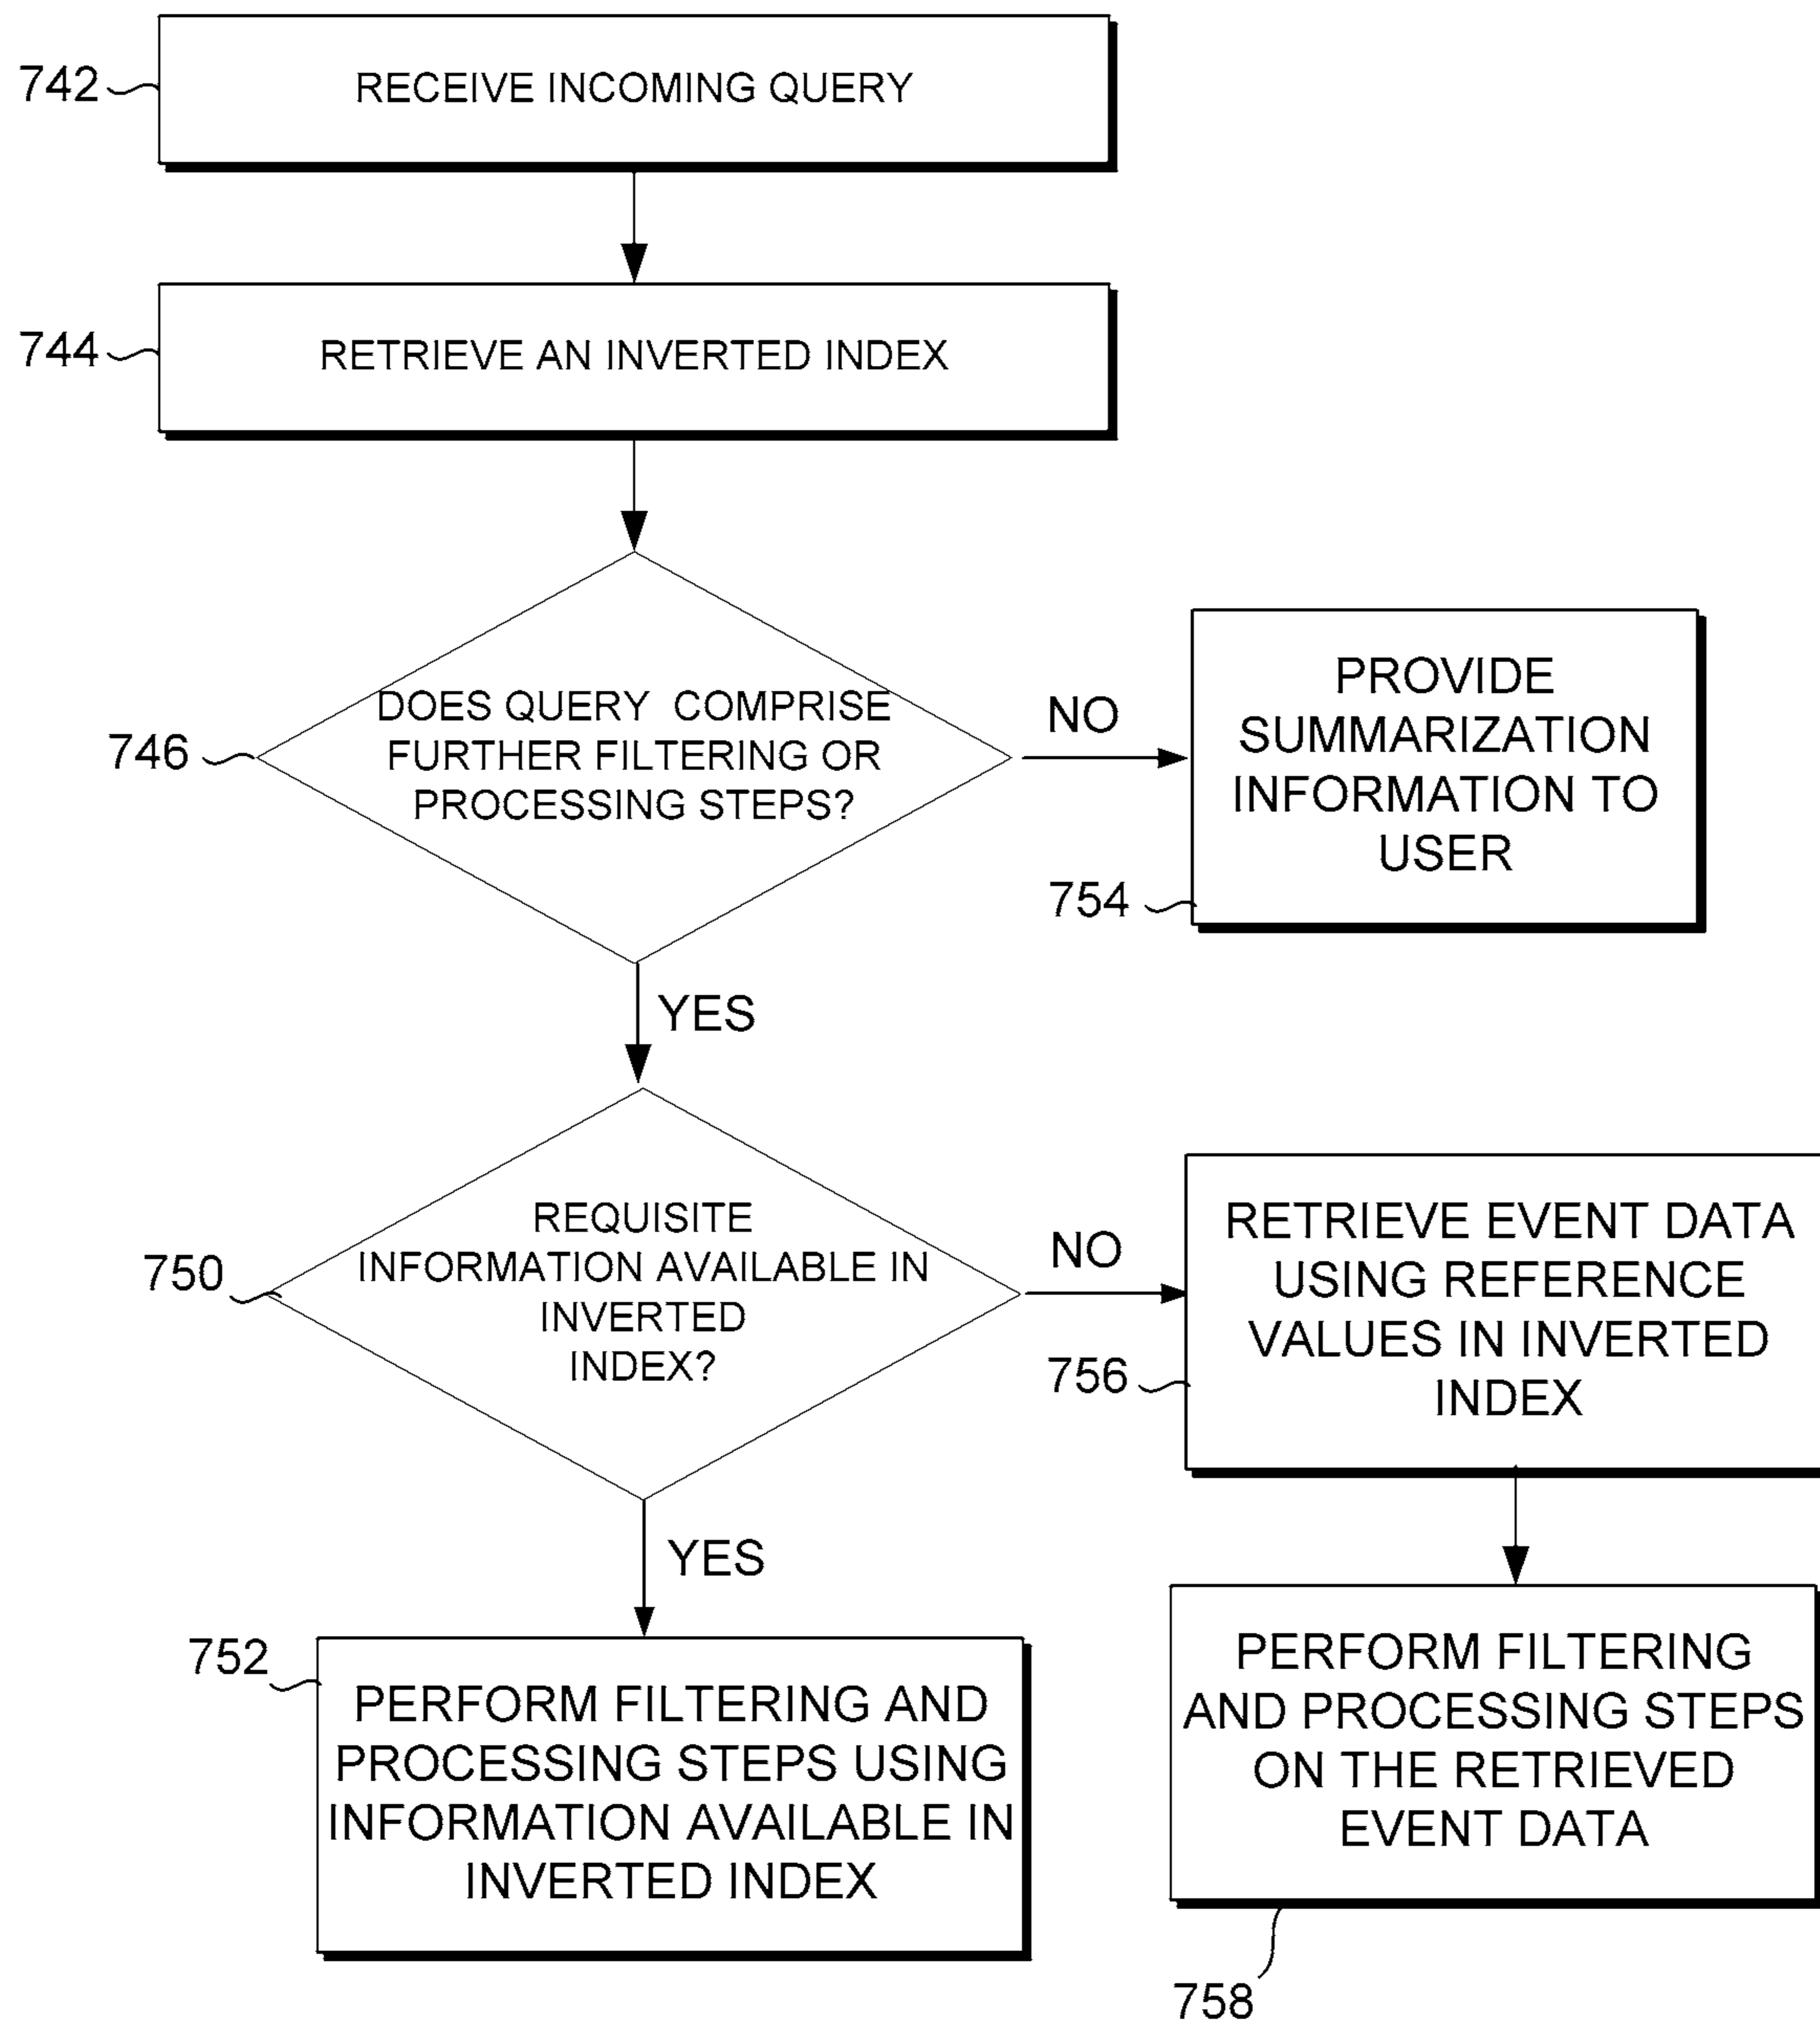 742
RECEIVE INCOMING QUERY
744
RETRIEVE AN INVERTED INDEX
746
DOES QUERY COMPRISE
FURTHER FILTERING OR
PROCESSING STEPS?
NO
PROVIDE
SUMMARIZATION
INFORMATION TO
USER
754
YES
750
REQUISITE
INFORMATION AVAILABLE IN
INVERTED
INDEX?
NO
RETRIEVE EVENT DATA
USING REFERENCE
VALUES IN INVERTED
INDEX
756
YES
752
PERFORM FILTERING AND
PROCESSING STEPS USING
INFORMATION AVAILABLE IN
INVERTED INDEX
PERFORM FILTERING
AND PROCESSING STEPS
ON THE RETRIEVED
EVENT DATA
758